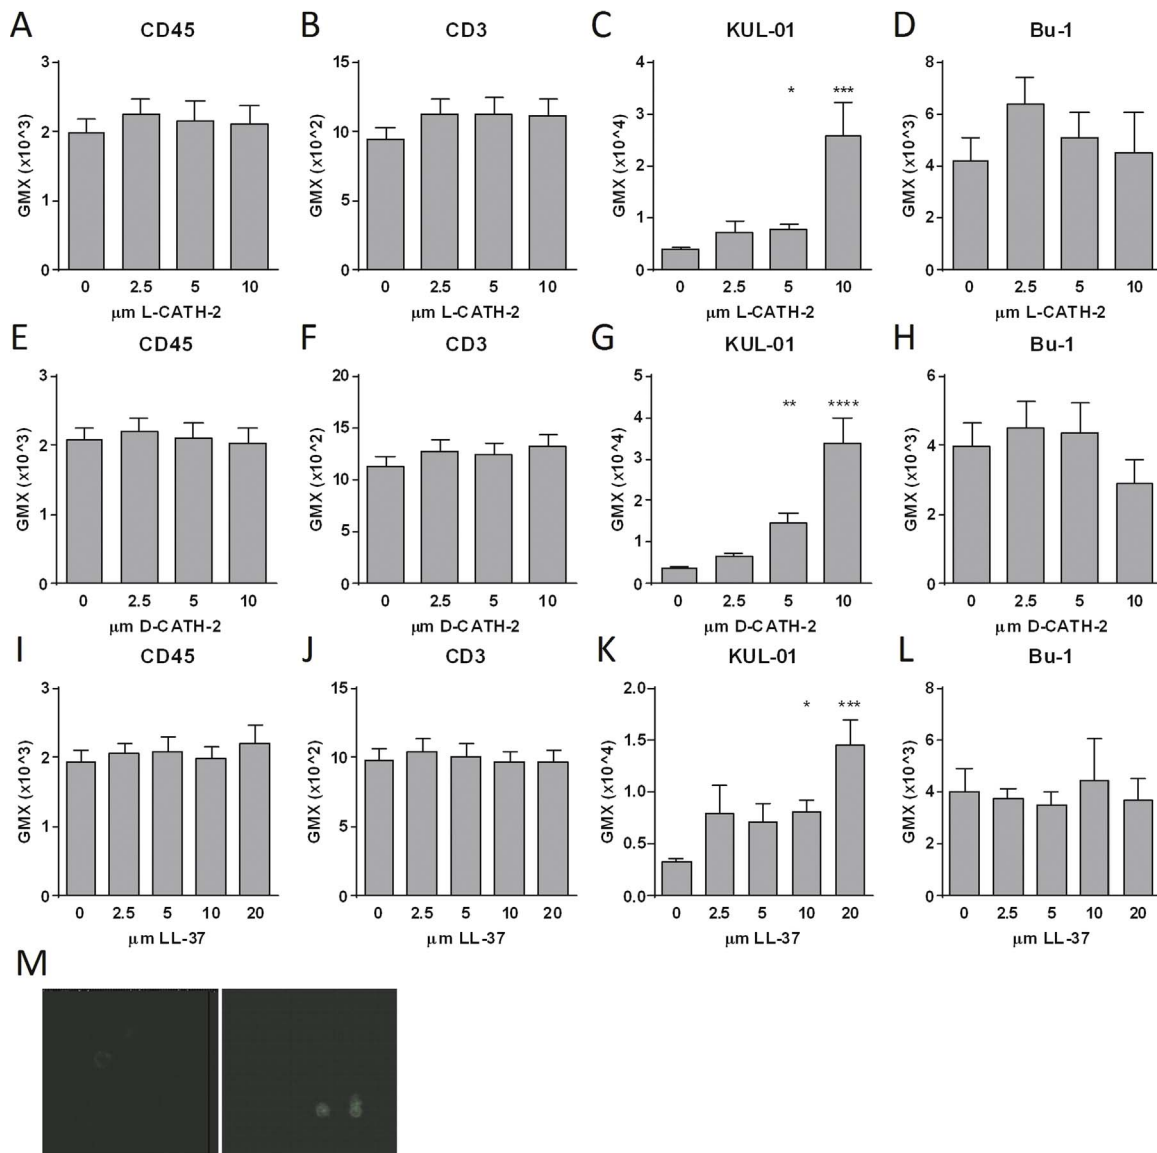 A CD45
GMX (x10^3)
3
2
1
0
0 2.5 5 10
μm L-CATH-2
B CD3
GMX (x10^2)
15
10
5
0
0 2.5 5 10
μm L-CATH-2
C KUL-01
GMX (x10^4)
4
3
2
1
0
* ***
0 2.5 5 10
μm L-CATH-2
D Bu-1
GMX (x10^3)
8
6
4
2
0
0 2.5 5 10
μm L-CATH-2
E CD45
GMX (x10^3)
3
2
1
0
0 2.5 5 10
μm D-CATH-2
F CD3
GMX (x10^2)
20
15
10
5
0
0 2.5 5 10
μm D-CATH-2
G KUL-01
GMX (x10^4)
5
4
3
2
1
0
** ****
0 2.5 5 10
μm D-CATH-2
H Bu-1
GMX (x10^3)
6
4
2
0
0 2.5 5 10
μm D-CATH-2
I CD45
GMX (x10^3)
3
2
1
0
0 2.5 5 10 20
μm LL-37
J CD3
GMX (x10^2)
15
10
5
0
0 2.5 5 10 20
μm LL-37
K KUL-01
GMX (x10^4)
2.0
1.5
1.0
0.5
0.0
* ***
0 2.5 5 10 20
μm LL-37
L Bu-1
GMX (x10^3)
8
6
4
2
0
0 2.5 5 10 20
μm LL-37
M